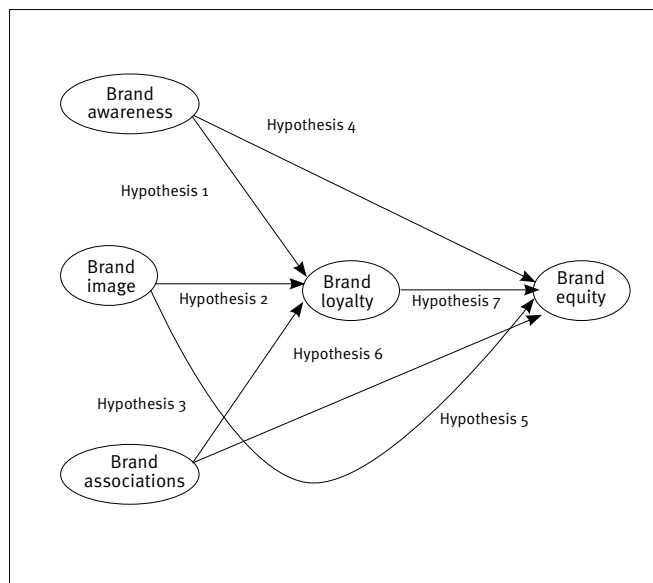 Brand
awareness
Hypothesis 4
Hypothesis 1
Brand
image
Hypothesis 2
Brand
loyalty
Hypothesis 7
Brand
equity
Hypothesis 6
Hypothesis 3
Hypothesis 5
Brand
associations